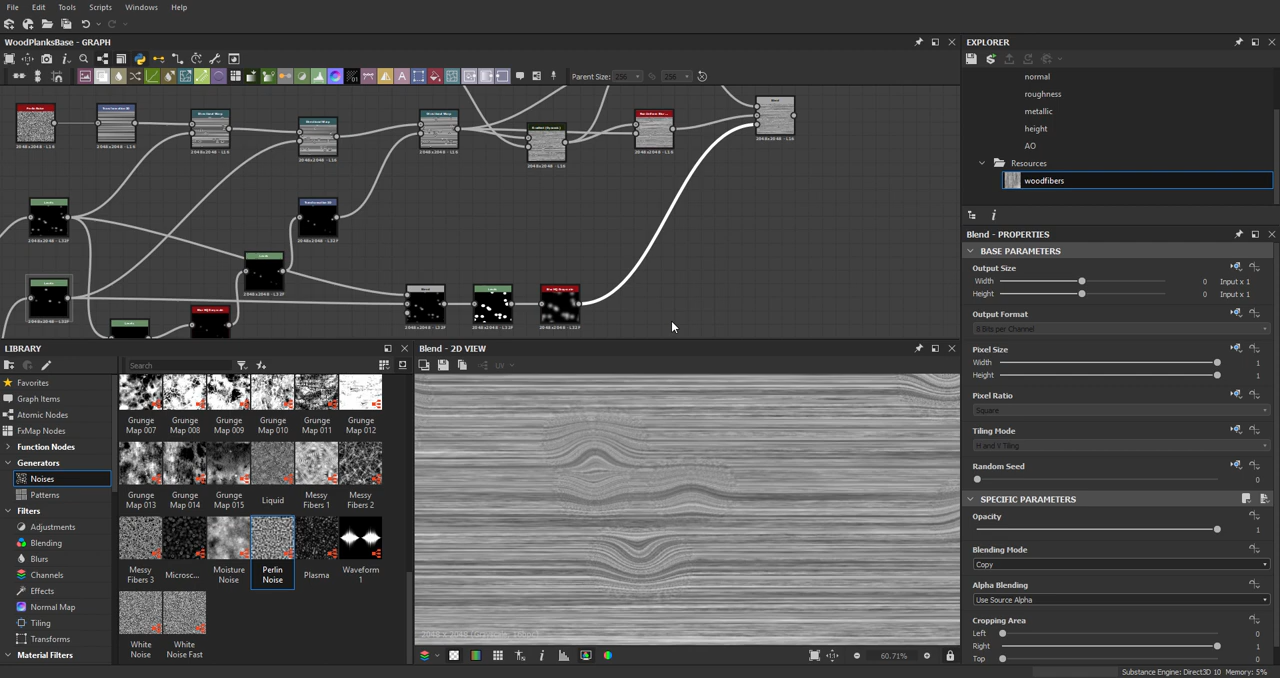 File Edit Tools Scripts Windows Help
WoodPlanksBase - GRAPH
Parent Size: 256 256
EXPLORER
normal
roughness
metallic
height
AO
Resources
woodfibers
Blend - PROPERTIES
BASE PARAMETERS
Output Size
Width 0 Input x 1
Height 0 Input x 1
Output Format
8 Bits per Channel
Pixel Size
Width 1
Height 1
Pixel Ratio
Square
Tiling Mode
H and V Tiling
Random Seed
0
SPECIFIC PARAMETERS
Opacity
1
Blending Mode
Copy
Alpha Blending
Use Source Alpha
Cropping Area
Left 0
Right 1
Top 0
LIBRARY
Search
Favorites
Graph Items
Atomic Nodes
FxMap Nodes
Function Nodes
Generators
Noises
Patterns
Filters
Adjustments
Blending
Blurs
Channels
Effects
Normal Map
Tiling
Transforms
Material Filters
Grunge Map 007
Grunge Map 008
Grunge Map 009
Grunge Map 010
Grunge Map 011
Grunge Map 012
Grunge Map 013
Grunge Map 014
Grunge Map 015
Liquid
Messy Fibers 1
Messy Fibers 2
Messy Fibers 3
Microsc...
Moisture Noise
Perlin Noise
Plasma
Waveform 1
White Noise
White Noise Fast
Blend - 2D VIEW
UV
60.71%
Substance Engine: Direct3D 10 Memory: 5%